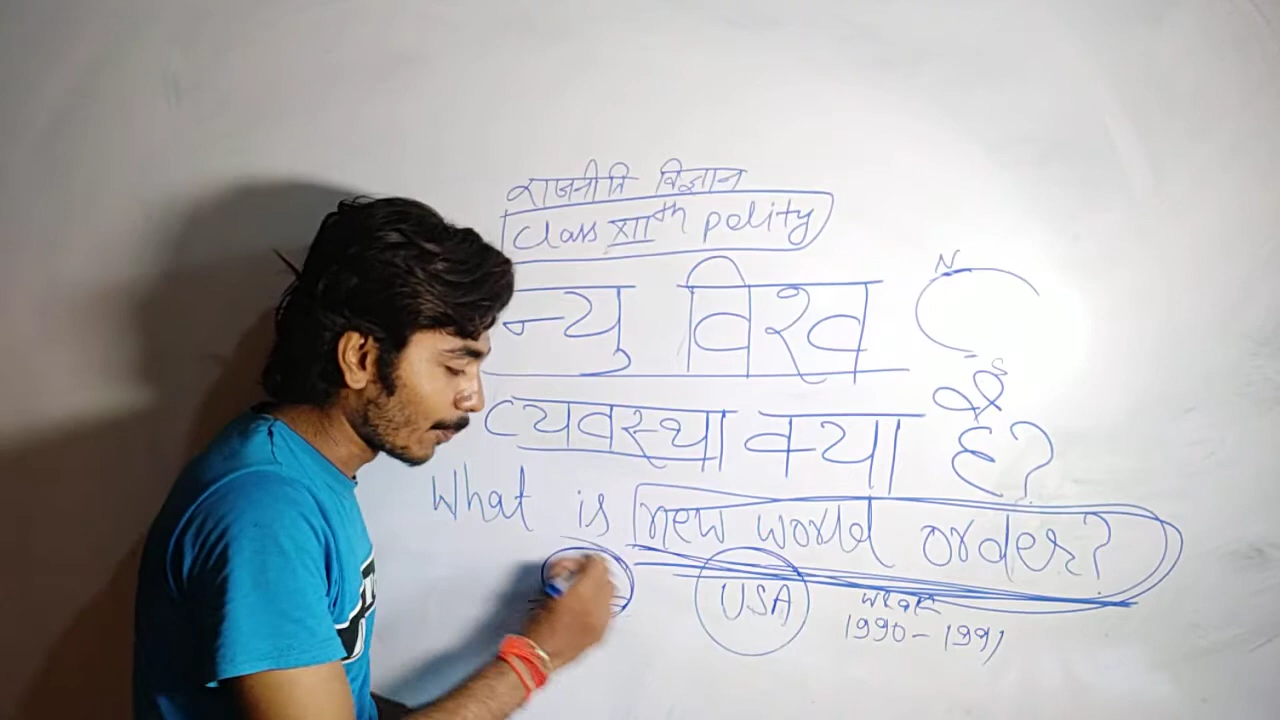 राजनीति विज्ञान
Class XIIth polity
N
न्यु विश्व
S
व्यवस्था क्या है?
What is new world order?
USA
1990-1991